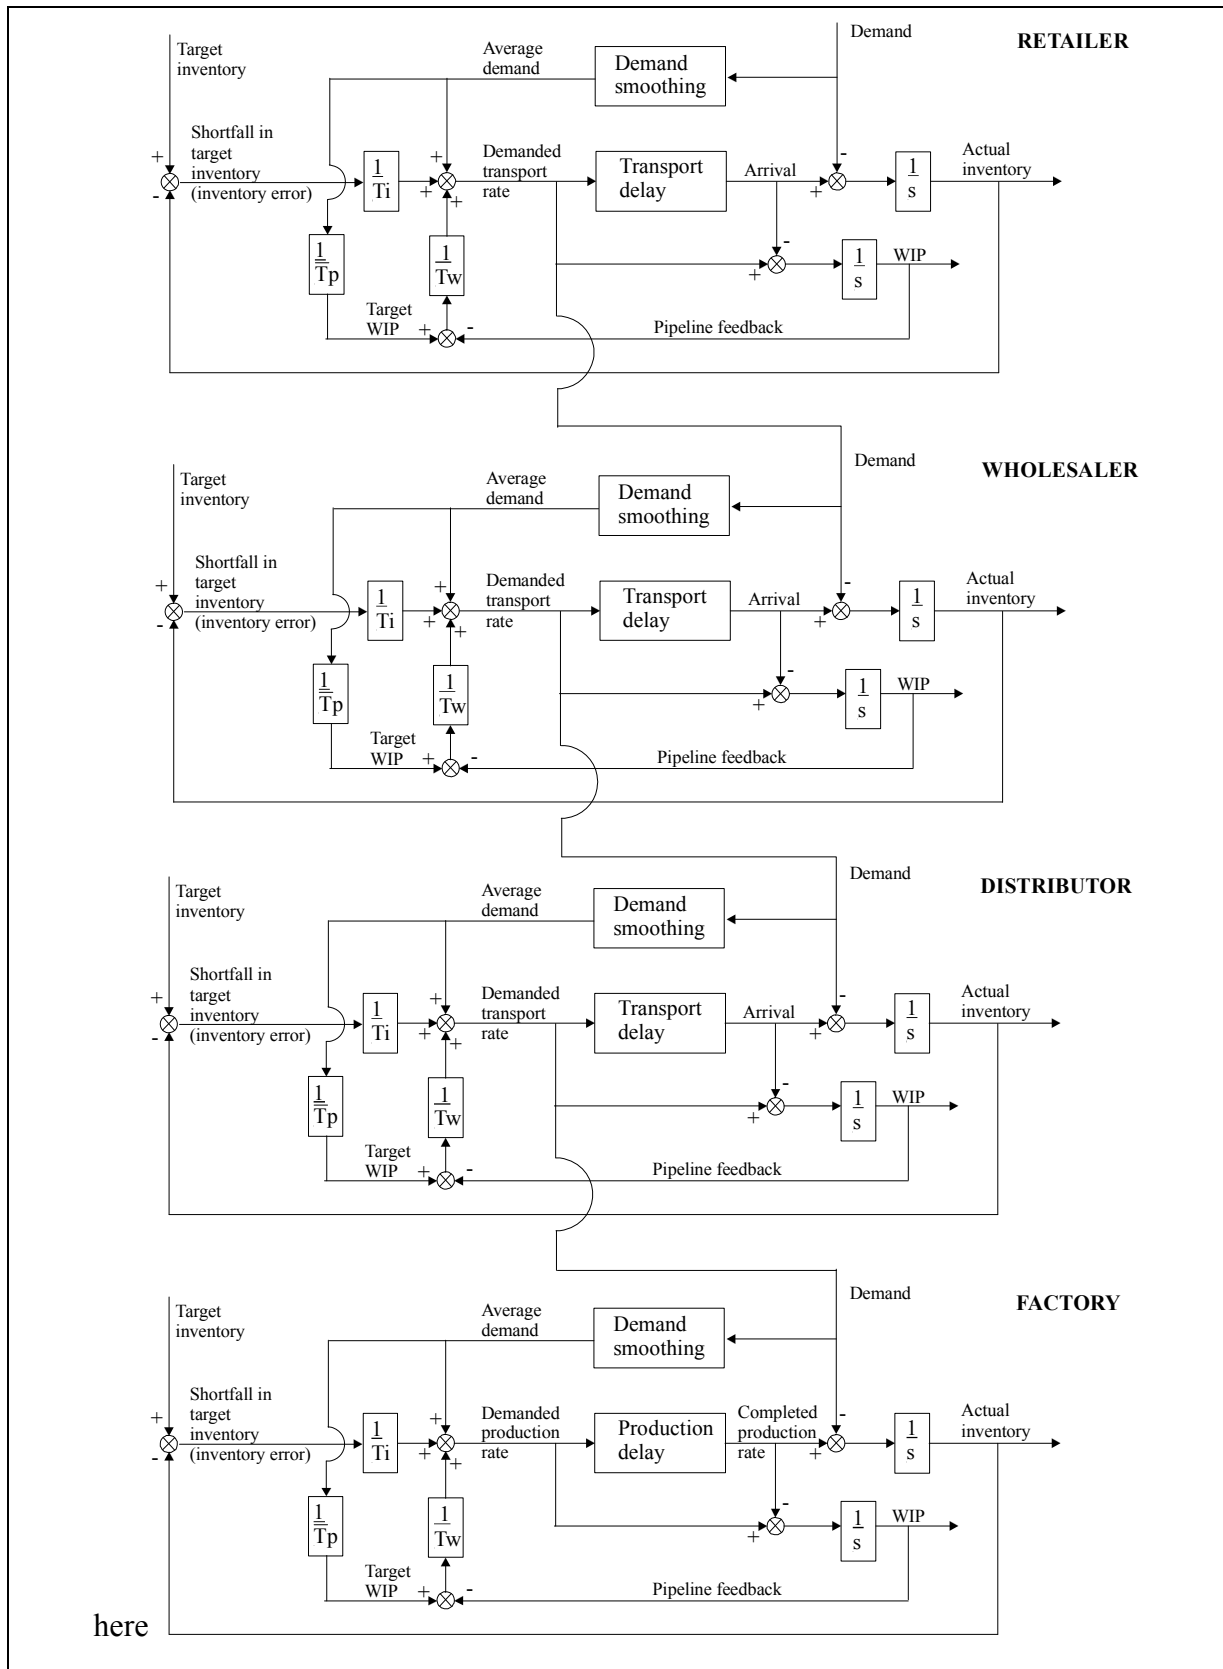 RETAILER
Demand
Target
inventory
Average
demand
Demand
smoothing
Shortfall in
target
inventory
(inventory error)
+
-
1
Ti
+
+
+
Demanded
transport
rate
Transport
delay
Arrival
-
+
1
s
Actual
inventory
1
Tp
1
Tw
-
+
1
s
WIP
Target
WIP
+
-
Pipeline feedback
WHOLESALER
Demand
Target
inventory
Average
demand
Demand
smoothing
Shortfall in
target
inventory
(inventory error)
+
-
1
Ti
+
+
+
Demanded
transport
rate
Transport
delay
Arrival
-
+
1
s
Actual
inventory
1
Tp
1
Tw
-
+
1
s
WIP
Target
WIP
+
-
Pipeline feedback
DISTRIBUTOR
Demand
Target
inventory
Average
demand
Demand
smoothing
Shortfall in
target
inventory
(inventory error)
+
-
1
Ti
+
+
+
Demanded
transport
rate
Transport
delay
Arrival
-
+
1
s
Actual
inventory
1
Tp
1
Tw
-
+
1
s
WIP
Target
WIP
+
-
Pipeline feedback
FACTORY
Demand
Target
inventory
Average
demand
Demand
smoothing
Shortfall in
target
inventory
(inventory error)
+
-
1
Ti
+
+
+
Demanded
production
rate
Production
delay
Completed
production
rate
-
+
1
s
Actual
inventory
1
Tp
1
Tw
-
+
1
s
WIP
Target
WIP
+
-
Pipeline feedback
here